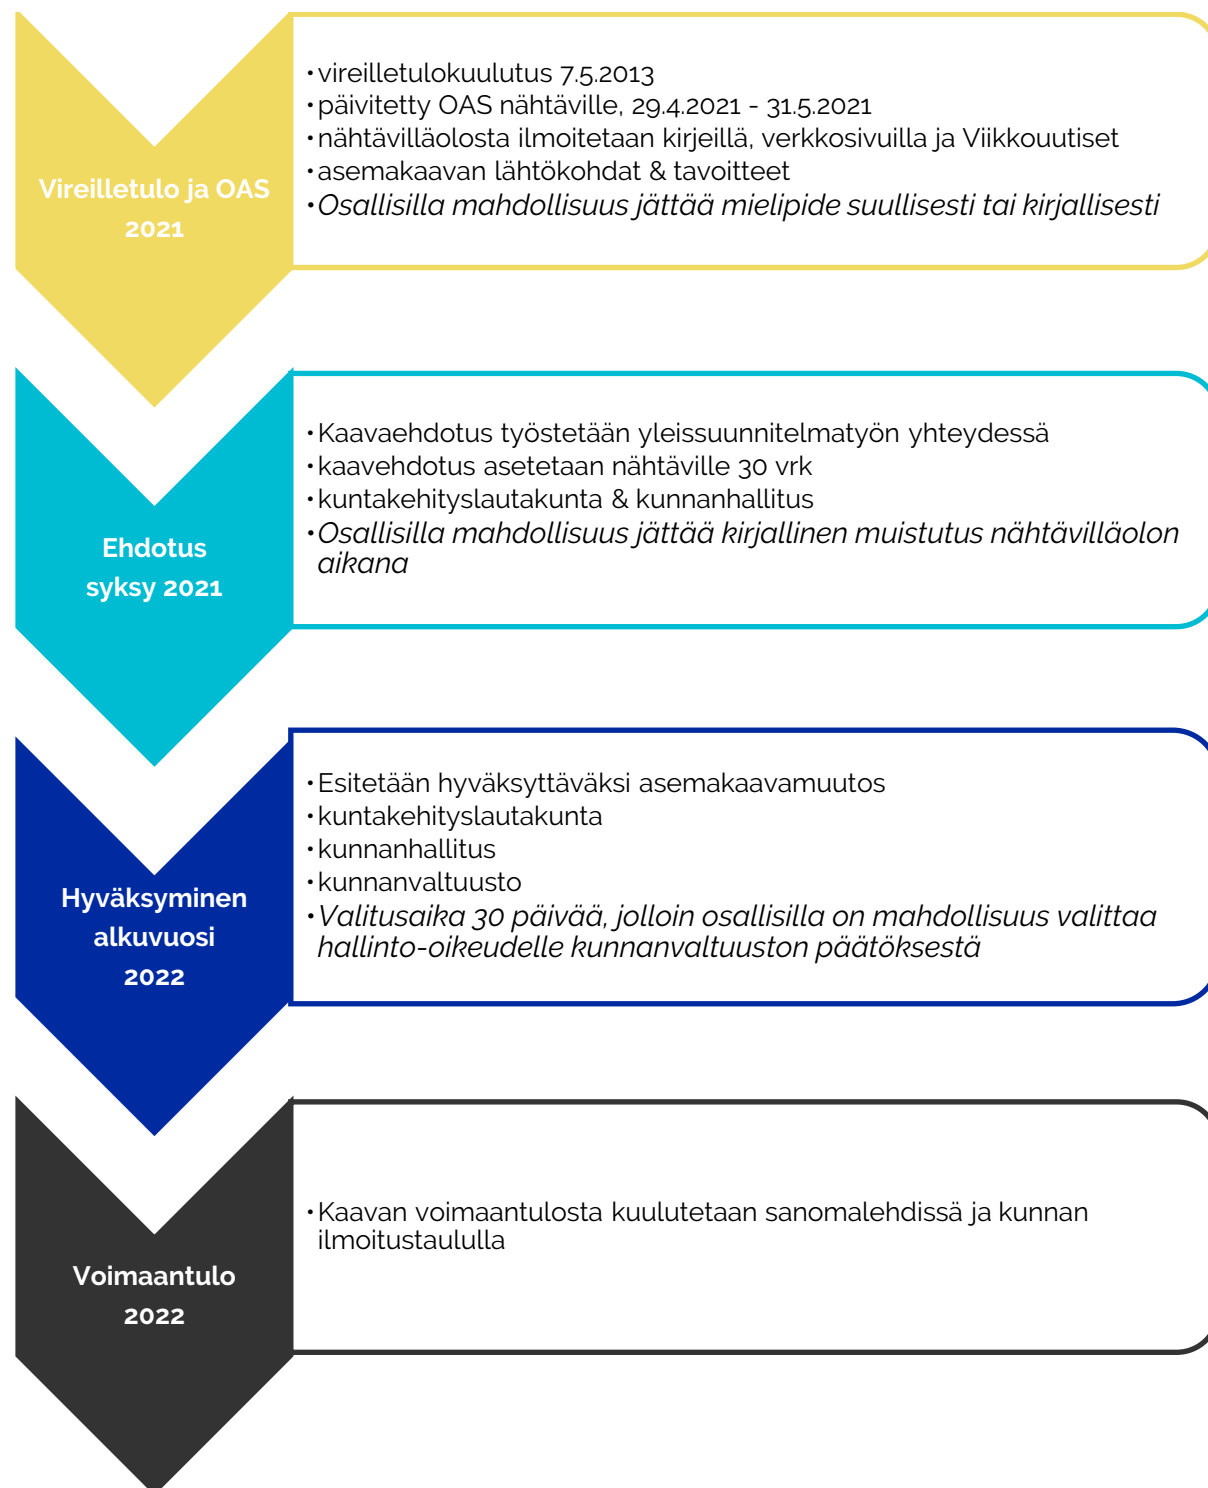 Vireilletulo ja OAS
2021
•vireilletulokuulutus 7.5.2013
•päivitetty OAS nähtäville, 29.4.2021 - 31.5.2021
•nähtävilläolosta ilmoitetaan kirjeillä, verkkosivuilla ja Viikkouutiset
•asemakaavan lähtökohdat & tavoitteet
•Osallisilla mahdollisuus jättää mielipide suullisesti tai kirjallisesti
Ehdotus
syksy 2021
•Kaavaehdotus työstetään yleissuunnitelmatyön yhteydessä
•kaavehdotus asetetaan nähtäville 30 vrk
•kuntakehityslautakunta & kunnanhallitus
•Osallisilla mahdollisuus jättää kirjallinen muistutus nähtävilläolon
aikana
Hyväksyminen
alkuvuosi
2022
•Esitetään hyväksyttäväksi asemakaavamuutos
•kuntakehityslautakunta
•kunnanhallitus
•kunnanvaltuusto
•Valitusaika 30 päivää, jolloin osallisilla on mahdollisuus valittaa
hallinto-oikeudelle kunnanvaltuuston päätöksestä
Voimaantulo
2022
•Kaavan voimaantulosta kuulutetaan sanomalehdissä ja kunnan
ilmoitustaululla